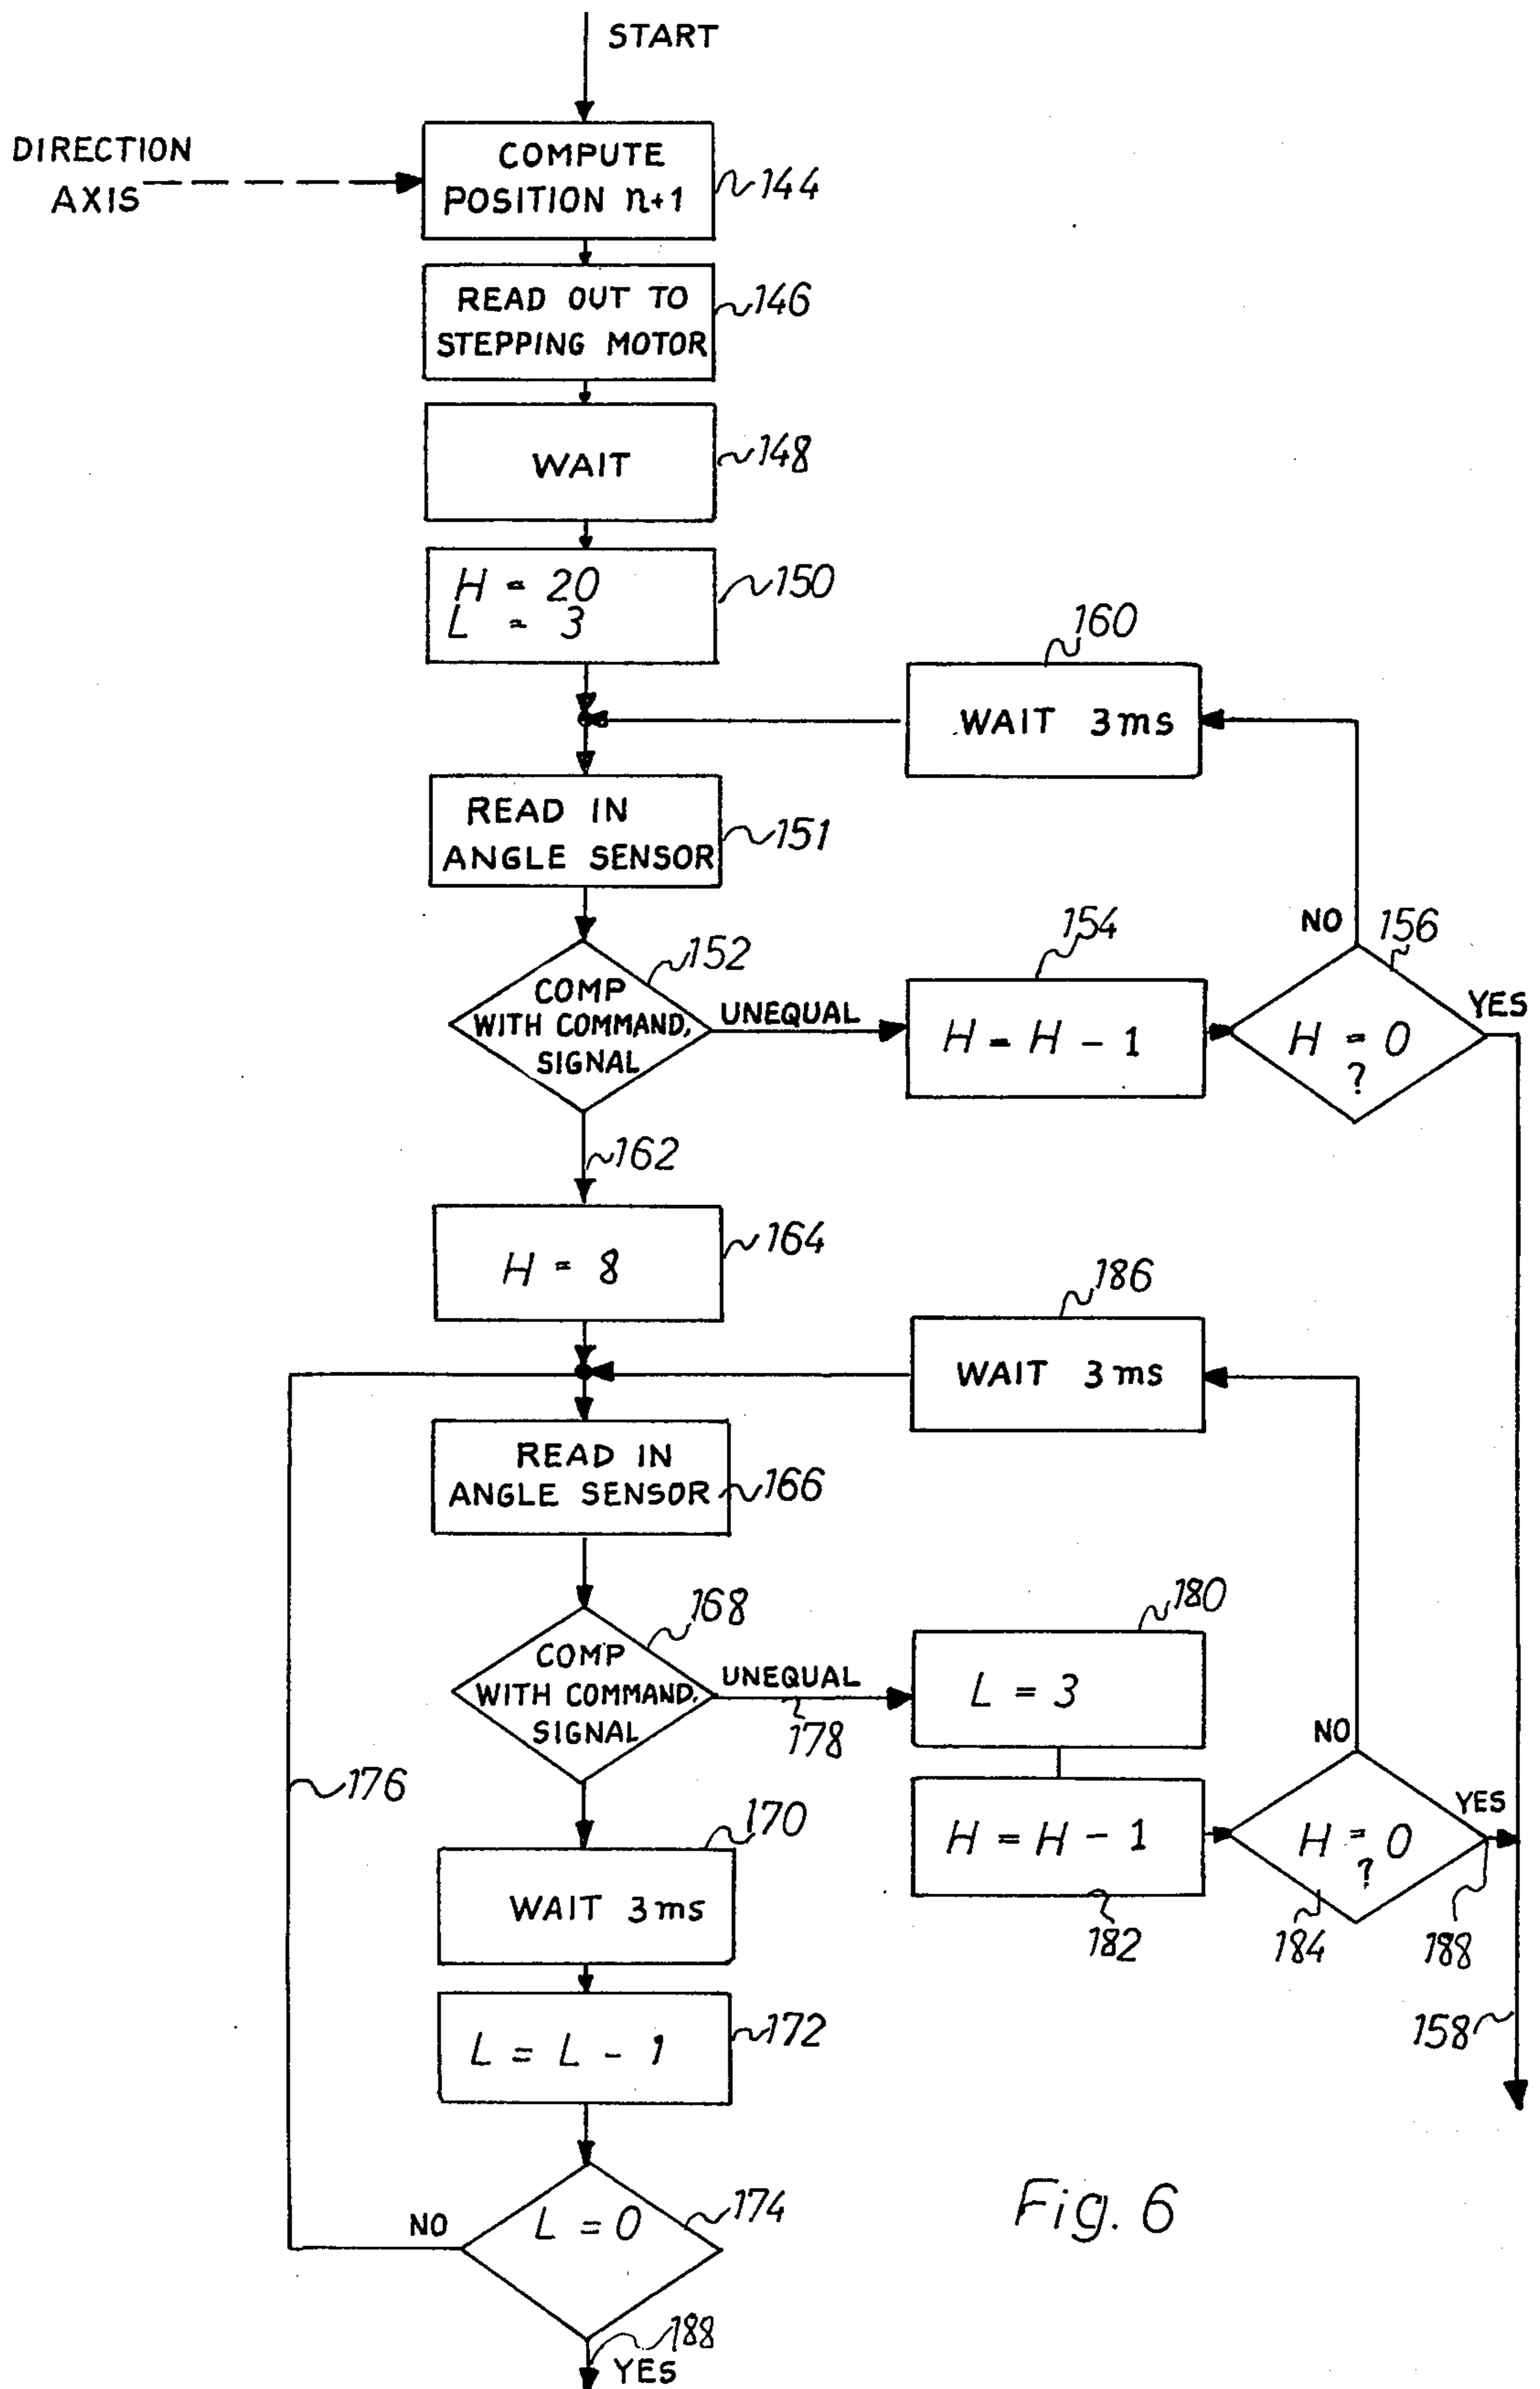 START
DIRECTION
AXIS
COMPUTE
POSITION n+1
144
READ OUT TO
STEPPING MOTOR
146
WAIT
148
H = 20
L = 3
150
160
WAIT 3ms
READ IN
ANGLE SENSOR
151
152
COMP
WITH COMMAND,
SIGNAL
UNEQUAL
154
H = H - 1
NO
156
YES
H = 0
?
162
H = 8
164
186
WAIT 3ms
READ IN
ANGLE SENSOR
166
168
COMP
WITH COMMAND,
SIGNAL
UNEQUAL
178
180
L = 3
176
H = H - 1
182
NO
YES
H = 0
?
184
188
158
170
WAIT 3ms
L = L - 1
172
L = 0
174
NO
188
YES
Fig. 6